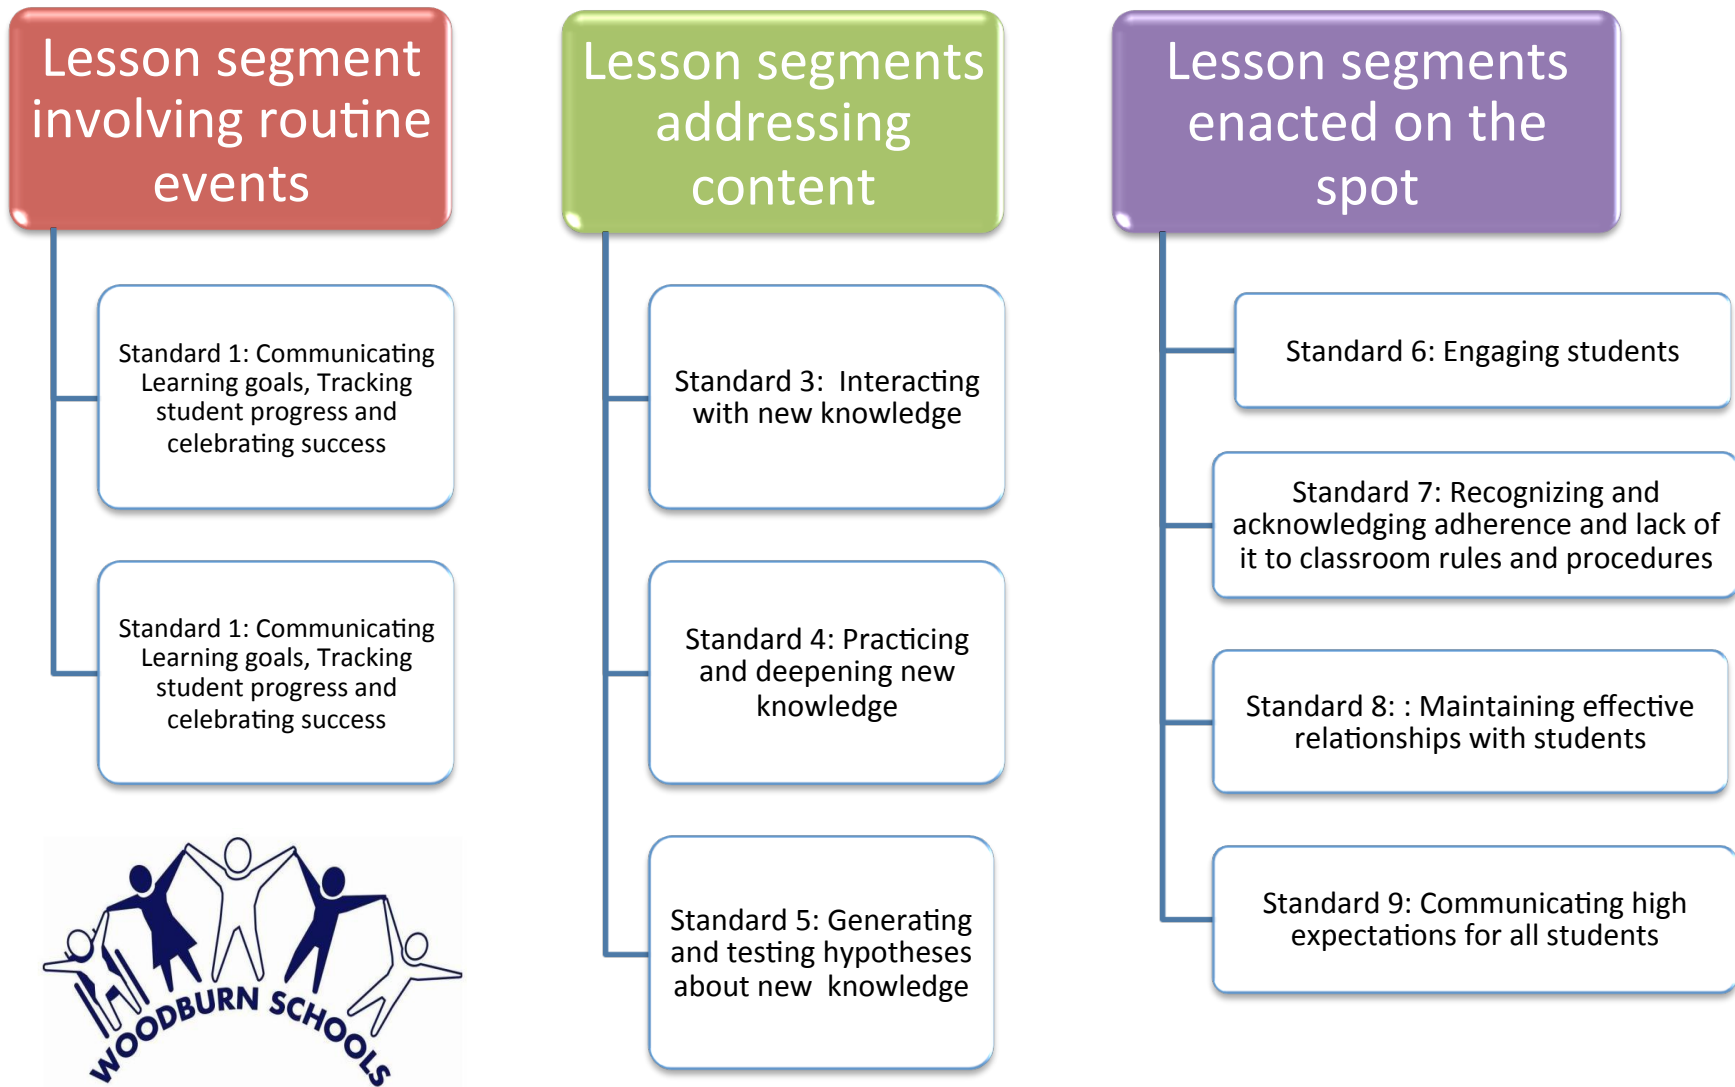 Lesson segment
involving routine
events
Standard 1: Communicating
Learning goals, Tracking
student progress and
celebrating success
Standard 1: Communicating
Learning goals, Tracking
student progress and
celebrating success
WOODBURN SCHOOLS
Lesson segments
addressing
content
Standard 3:  Interacting
with new knowledge
Standard 4: Practicing
and deepening new
knowledge
Standard 5: Generating
and testing hypotheses
about new  knowledge
Lesson segments
enacted on the
spot
Standard 6: Engaging students
Standard 7: Recognizing and
acknowledging adherence and lack of
it to classroom rules and procedures
Standard 8: : Maintaining effective
relationships with students
Standard 9: Communicating high
expectations for all students